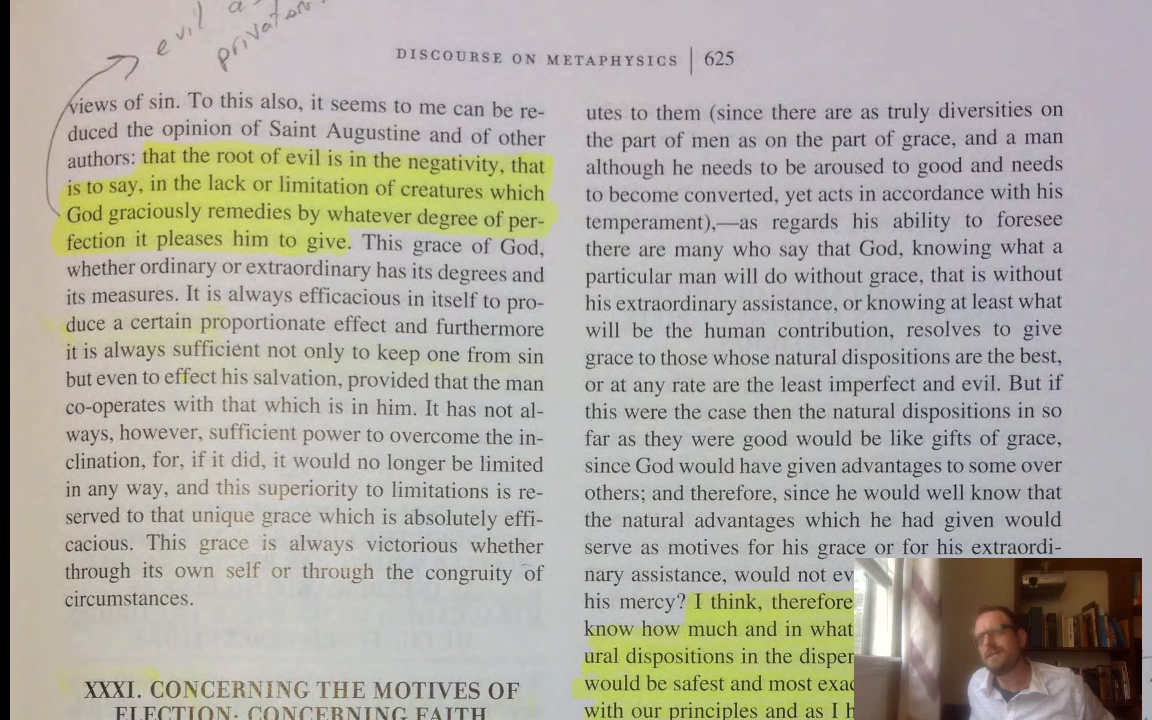 evil a
privation
DISCOURSE ON METAPHYSICS | 625
views of sin. To this also, it seems to me can be re-
duced the opinion of Saint Augustine and of other
authors: that the root of evil is in the negativity, that
is to say, in the lack or limitation of creatures which
God graciously remedies by whatever degree of per-
fection it pleases him to give. This grace of God,
whether ordinary or extraordinary has its degrees and
its measures. It is always efficacious in itself to pro-
duce a certain proportionate effect and furthermore
it is always sufficient not only to keep one from sin
but even to effect his salvation, provided that the man
co-operates with that which is in him. It has not al-
ways, however, sufficient power to overcome the in-
clination, for, if it did, it would no longer be limited
in any way, and this superiority to limitations is re-
served to that unique grace which is absolutely effi-
cacious. This grace is always victorious whether
through its own self or through the congruity of
circumstances.
XXXI. CONCERNING THE MOTIVES OF
ELECTION; CONCERNING FAITH
utes to them (since there are as truly diversities on
the part of men as on the part of grace, and a man
although he needs to be aroused to good and needs
to become converted, yet acts in accordance with his
temperament),—as regards his ability to foresee
there are many who say that God, knowing what a
particular man will do without grace, that is without
his extraordinary assistance, or knowing at least what
will be the human contribution, resolves to give
grace to those whose natural dispositions are the best,
or at any rate are the least imperfect and evil. But if
this were the case then the natural dispositions in so
far as they were good would be like gifts of grace,
since God would have given advantages to some over
others; and therefore, since he would well know that
the natural advantages which he had given would
serve as motives for his grace or for his extraordi-
nary assistance, would not ev
his mercy? I think, therefore
know how much and in what
ural dispositions in the disper
would be safest and most exac
with our principles and as I h